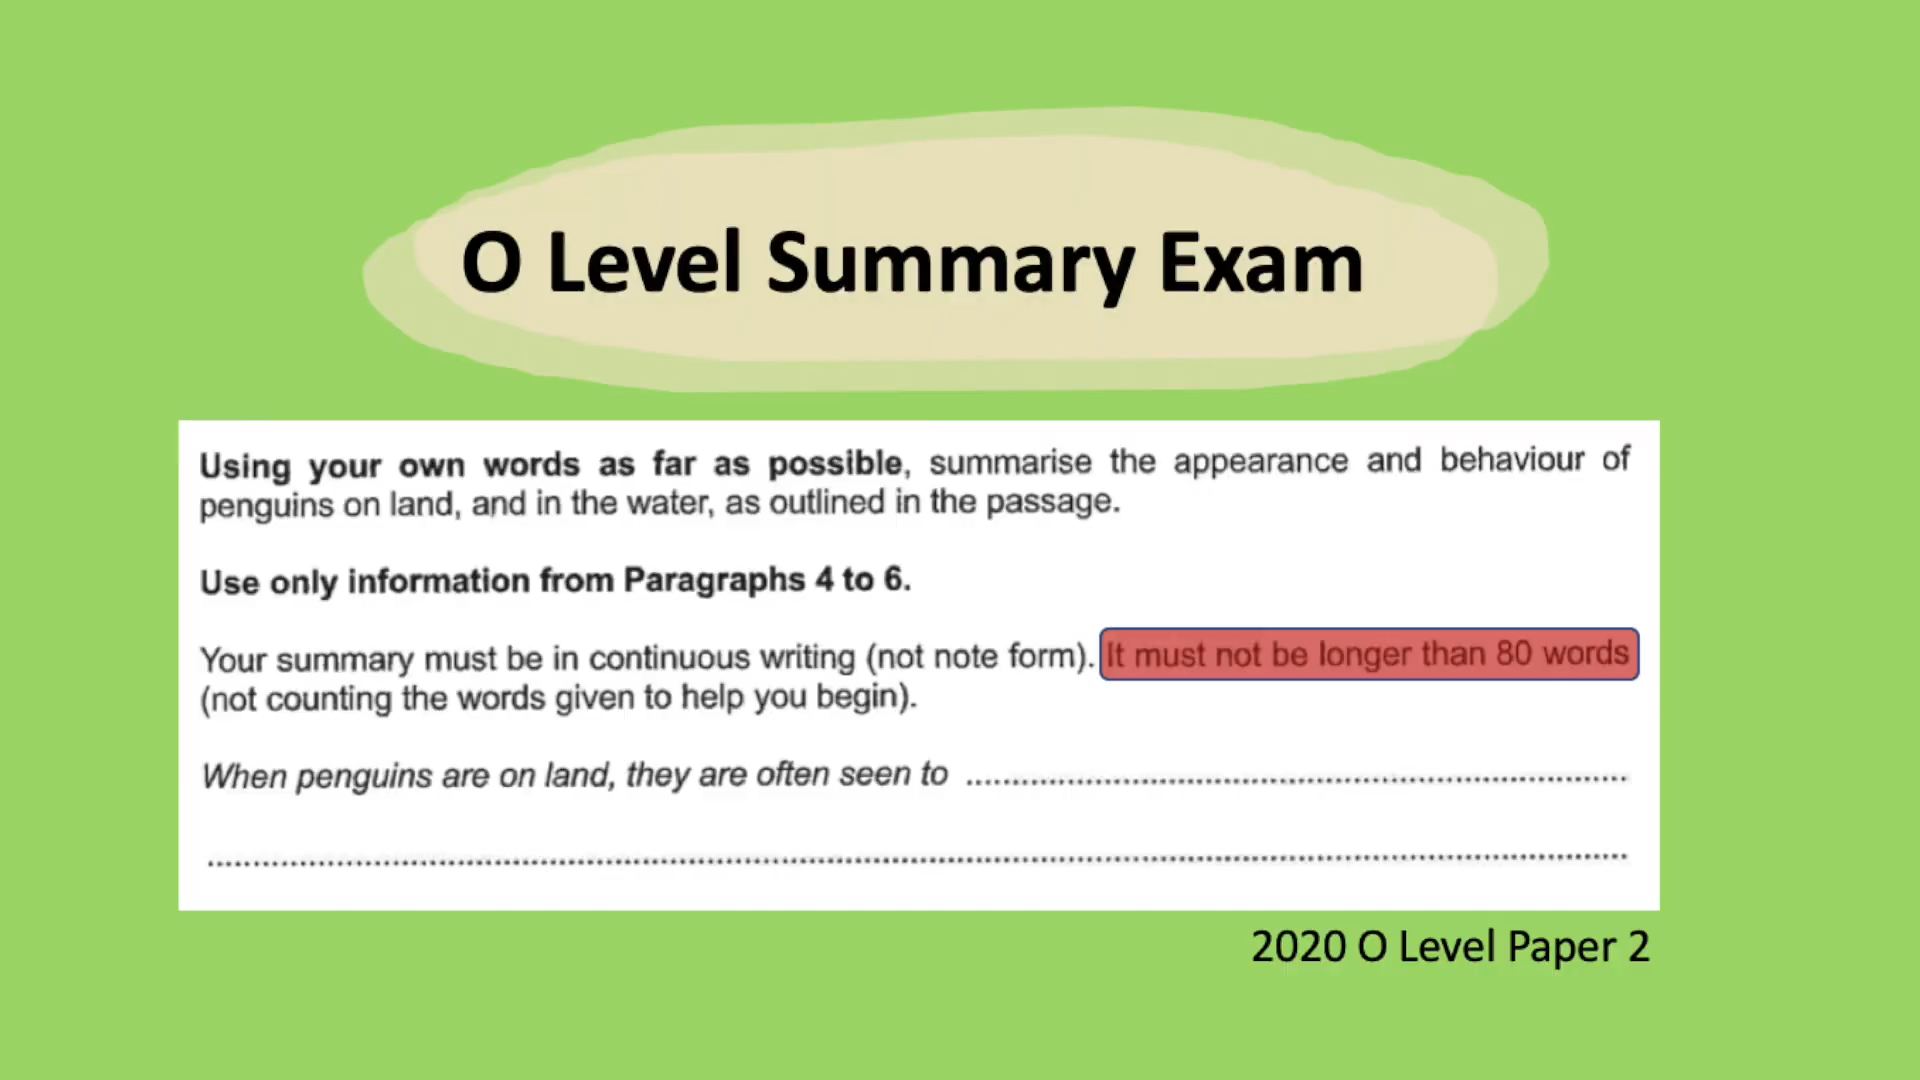 O Level Summary Exam
Using your own words as far as possible, summarise the appearance and behaviour of
penguins on land, and in the water, as outlined in the passage.
Use only information from Paragraphs 4 to 6.
Your summary must be in continuous writing (not note form). It must not be longer than 80 words
(not counting the words given to help you begin).
When penguins are on land, they are often seen to ..........................................................................
..............................................................................................................................................................
2020 O Level Paper 2